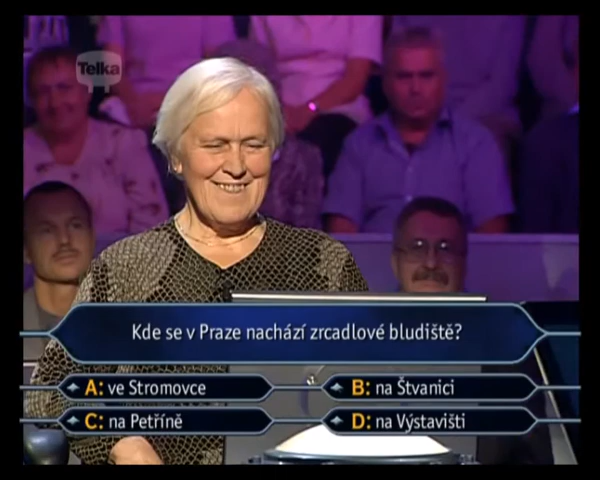 Telka
Kde se v Praze nachází zrcadlové bludiště?
A: ve Stromovce
B: na Štvanici
C: na Petříně
D: na Výstavišti